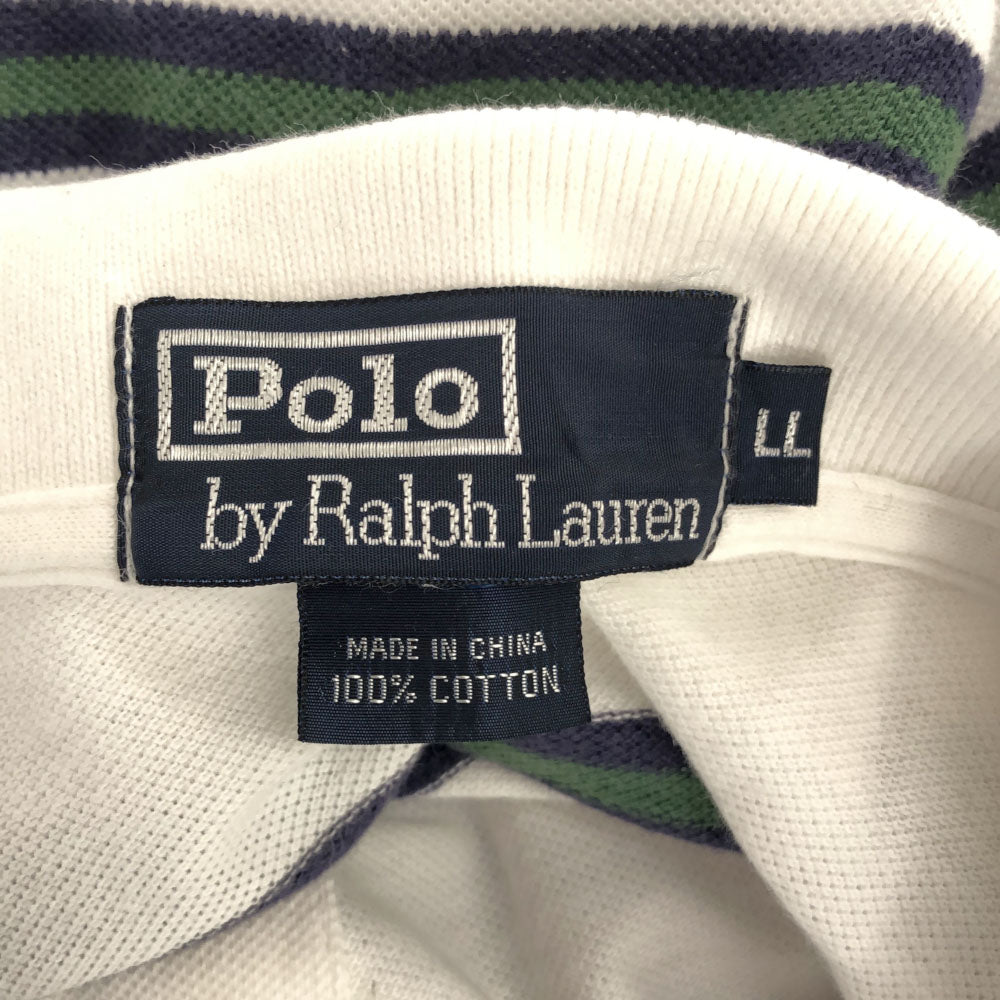 Polo
by Ralph Lauren
LL
MADE IN CHINA
100% COTTON